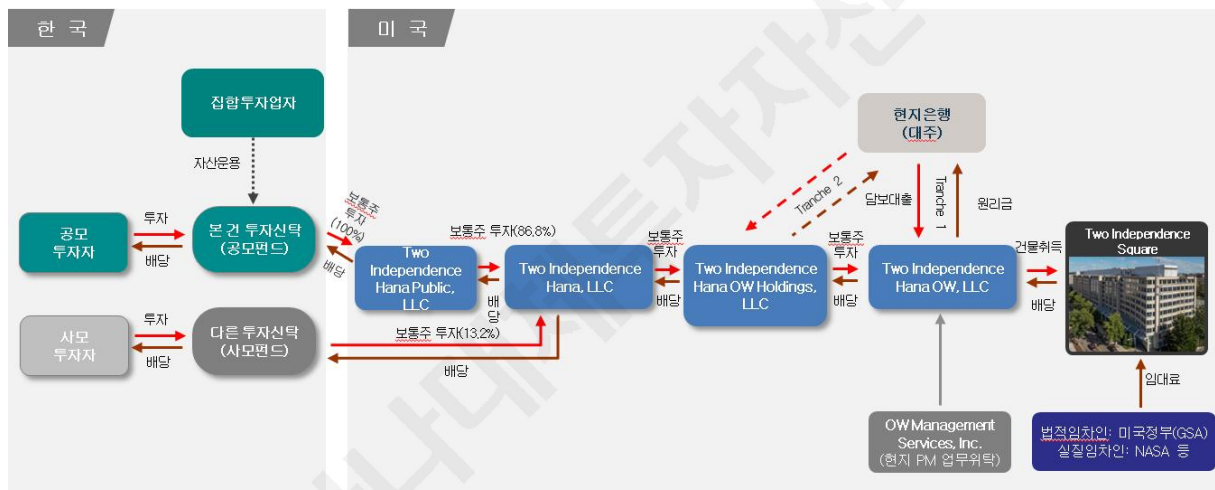 한 국
미 국
집합투자업자
자산운용
현지은행
(대주)
Tranche 2
담보대출
Tranche 1
원리금
공모
투자자
투자
배당
본 건 투자신탁
(공모펀드)
보통주
투자
(100%)
배당
Two
Independence
Hana Public,
LLC
보통주 투자(86.8%)
배
당
Two Independence
Hana, LLC
보통주
투자
배당
Two Independence
Hana OW Holdings,
LLC
보통주
투자
배당
Two Independence
Hana OW, LLC
건물취득
배당
Two Independence
Square
사모
투자자
투자
배당
다른 투자신탁
(사모펀드)
보통주 투자(13.2%)
배당
임대료
OW Management
Services, Inc.
(현지 PM 업무위탁)
법적임차인: 미국정부(GSA)
실질임차인: NASA 등